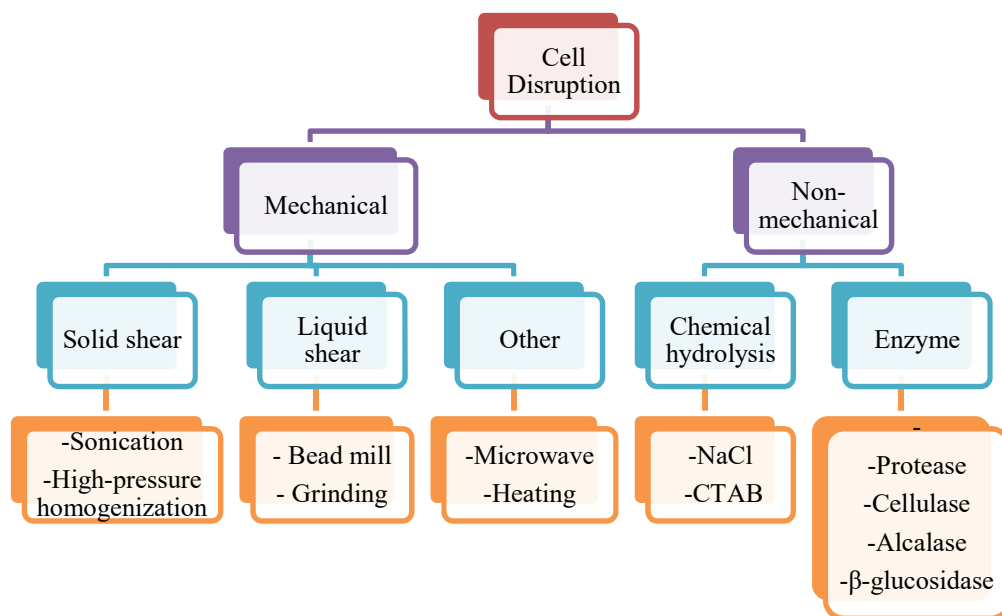 Cell
Disruption
Mechanical
Non-
mechanical
Solid shear
Liquid
shear
Other
Chemical
hydrolysis
Enzyme
-Sonication
-High-pressure
homogenization
- Bead mill
- Grinding
-Microwave
-Heating
-NaCl
-CTAB
-
-Protease
-Cellulase
-Alcalase
-β-glucosidase